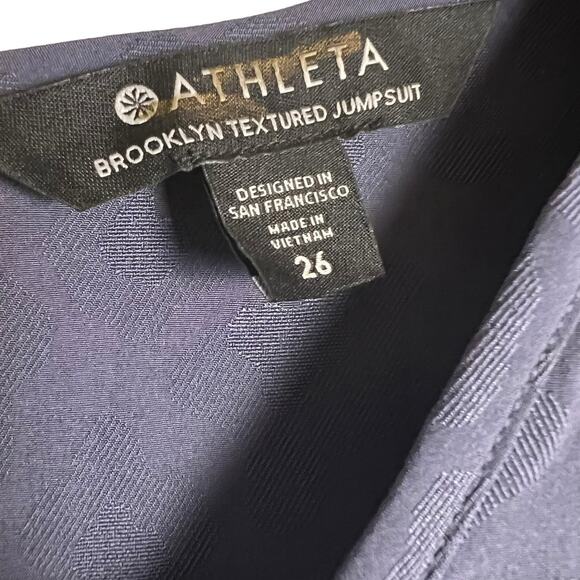 ATHLETA
BROOKLYN TEXTURED JUMPSUIT
DESIGNED IN
SAN FRANCISCO
MADE IN
VIETNAM
26